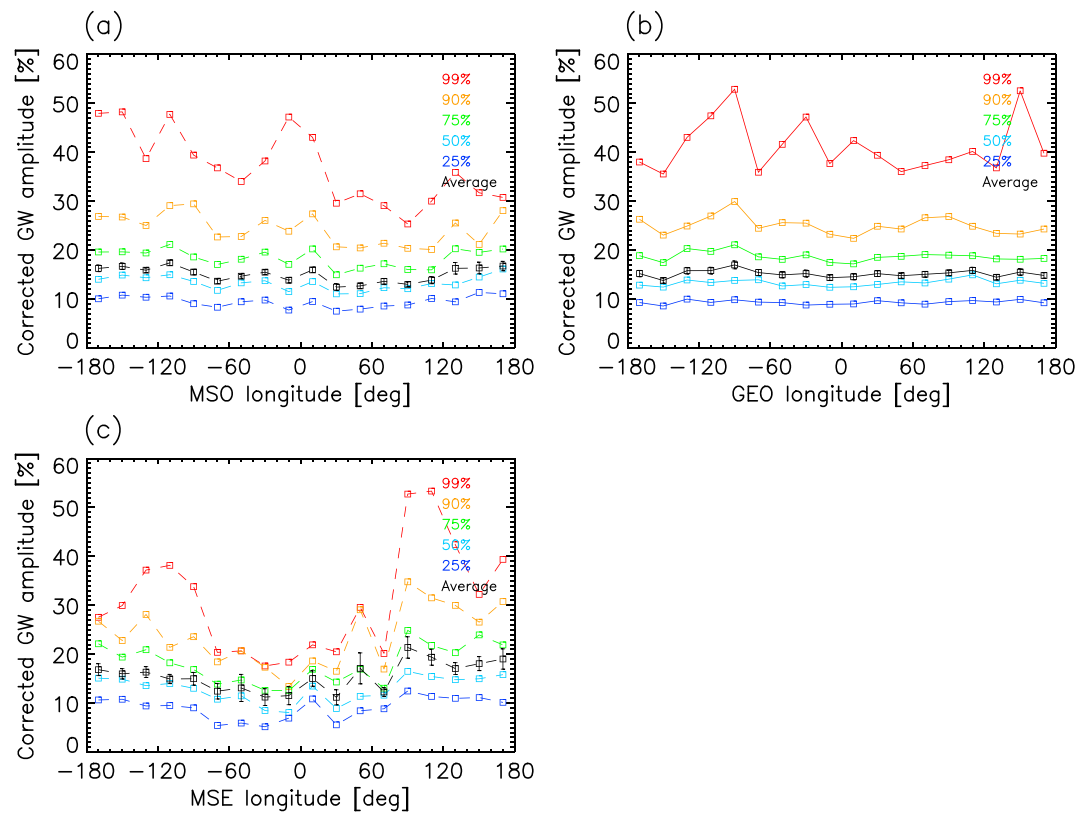 (a)
60
50
40
30
20
10
0
Corrected GW amplitude [%]
99%
90%
75%
50%
25%
Average
−180 −120 −60 0 60 120 180
MSO longitude [deg]
(b)
60
50
40
30
20
10
0
Corrected GW amplitude [%]
99%
90%
75%
50%
25%
Average
−180 −120 −60 0 60 120 180
GEO longitude [deg]
(c)
60
50
40
30
20
10
0
Corrected GW amplitude [%]
99%
90%
75%
50%
25%
Average
−180 −120 −60 0 60 120 180
MSE longitude [deg]